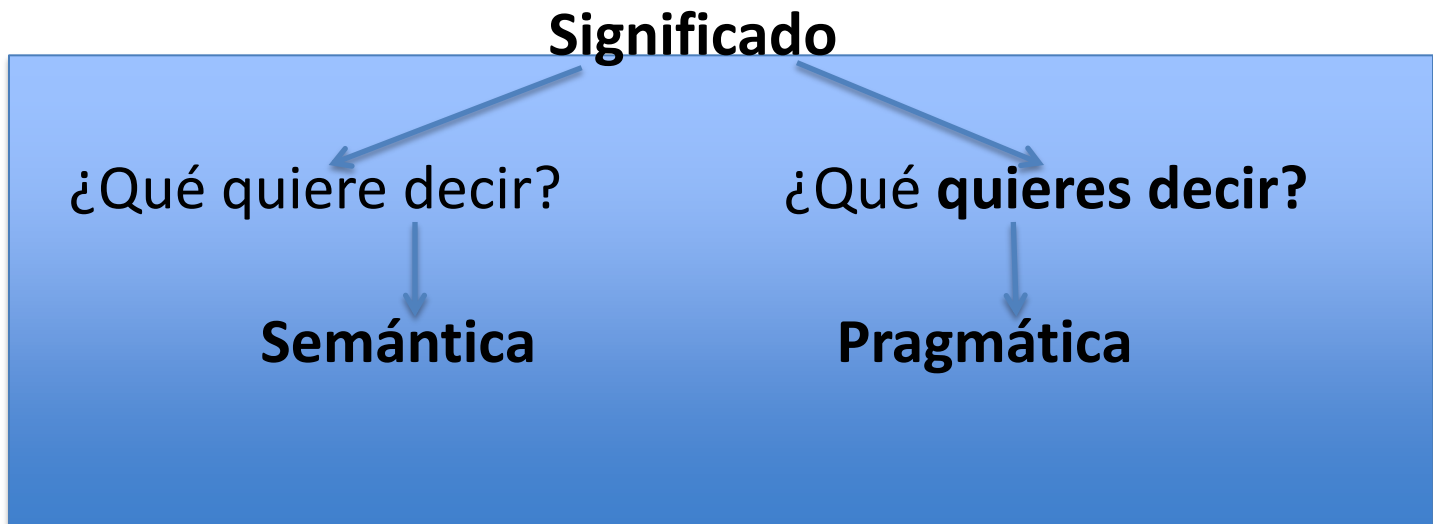 Significado
¿Qué quiere decir? ¿Qué quieres decir?
Semántica Pragmática